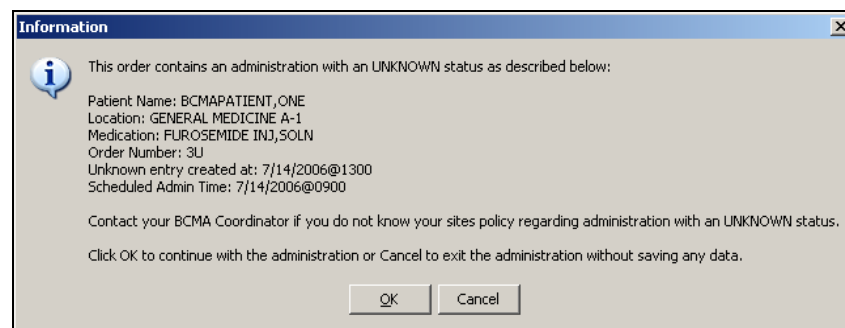 Information
This order contains an administration with an UNKNOWN status as described below:
Patient Name: BCMAPATIENT,ONE
Location: GENERAL MEDICINE A-1
Medication: FUROSEMIDE INJ,SOLN
Order Number: 3U
Unknown entry created at: 7/14/2006@1300
Scheduled Admin Time: 7/14/2006@0900
Contact your BCMA Coordinator if you do not know your sites policy regarding administration with an UNKNOWN status.
Click OK to continue with the administration or Cancel to exit the administration without saving any data.
OK Cancel